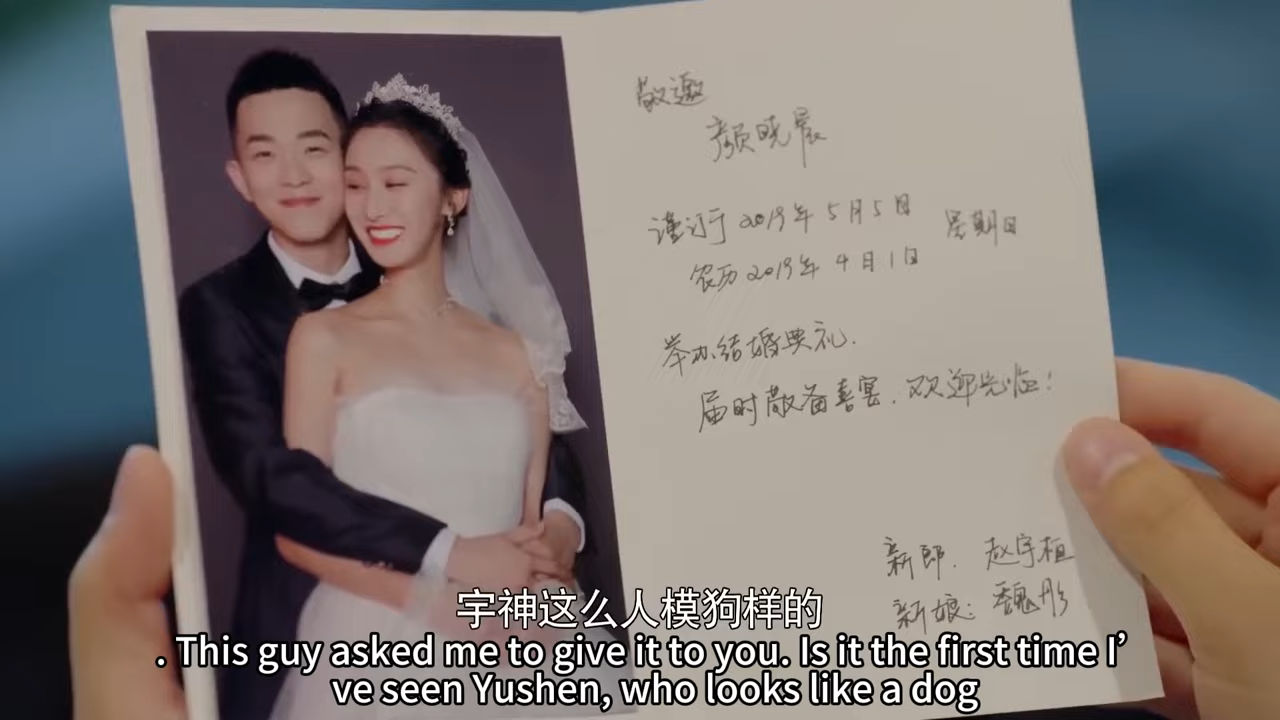 敬邀
颜晓晨
谨订于2019年5月5日 星期日
农历2019年4月1日
举办结婚典礼.
届时敬备喜宴.欢迎光临!
新郎.赵宇桓
新娘:魏彤
宇神这么人模狗样的
. This guy asked me to give it to you. Is it the first time I’
ve seen Yushen, who looks like a dog